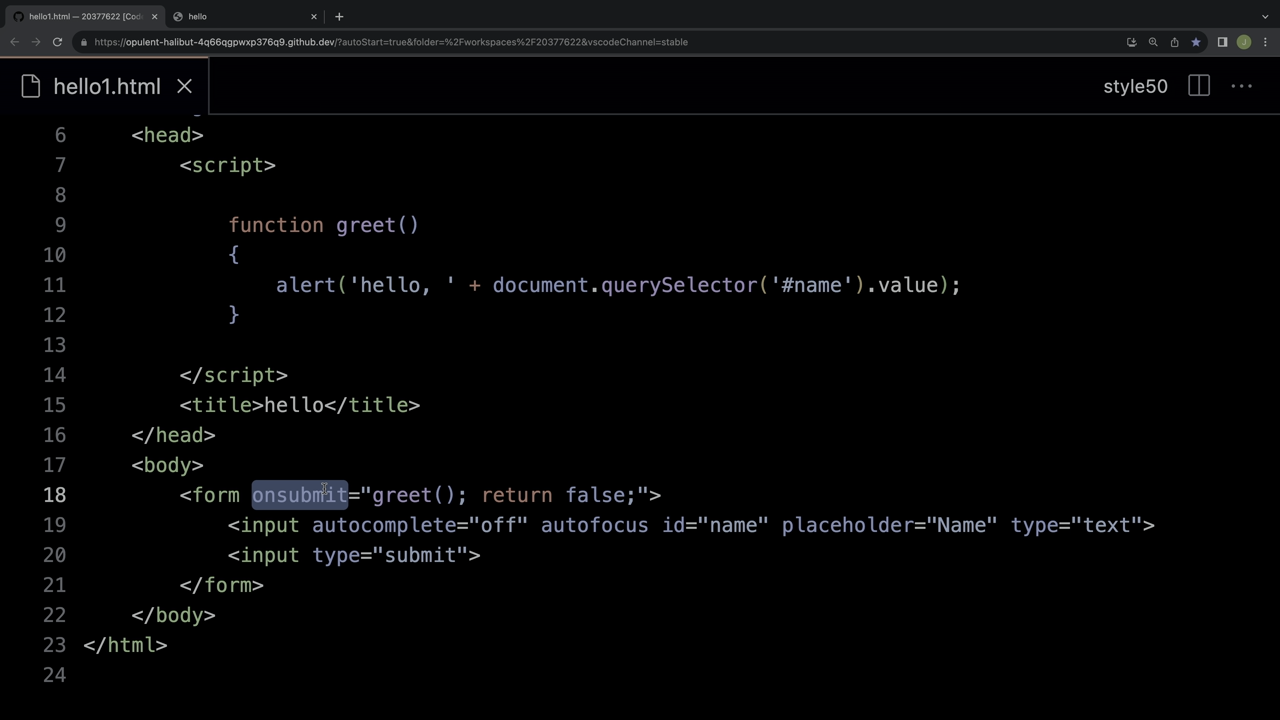 hello1.html — 20377622 [Cod
hello
https://opulent-halibut-4q66qgpwxp376q9.github.dev/?autoStart=true&folder=%2Fworkspaces%2F20377622&vscodeChannel=stable
J
hello1.html
style50
6 <head>
7 <script>
8
9 function greet()
10 {
11 alert('hello, ' + document.querySelector('#name').value);
12 }
13
14 </script>
15 <title>hello</title>
16 </head>
17 <body>
18 <form onsubmit="greet(); return false;">
19 <input autocomplete="off" autofocus id="name" placeholder="Name" type="text">
20 <input type="submit">
21 </form>
22 </body>
23 </html>
24